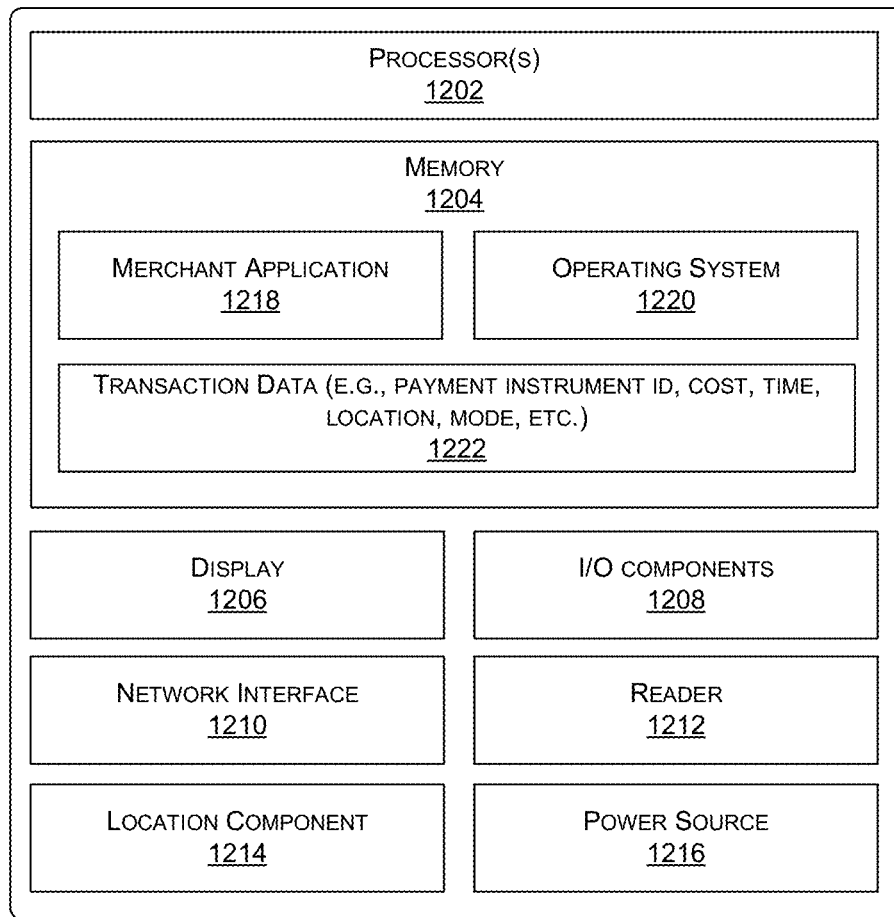 PROCESSOR(S)
1202
MEMORY
1204
MERCHANT APPLICATION
1218
OPERATING SYSTEM
1220
TRANSACTION DATA (E.G., PAYMENT INSTRUMENT ID, COST, TIME,
LOCATION, MODE, ETC.)
1222
DISPLAY
1206
I/O COMPONENTS
1208
NETWORK INTERFACE
1210
READER
1212
LOCATION COMPONENT
1214
POWER SOURCE
1216